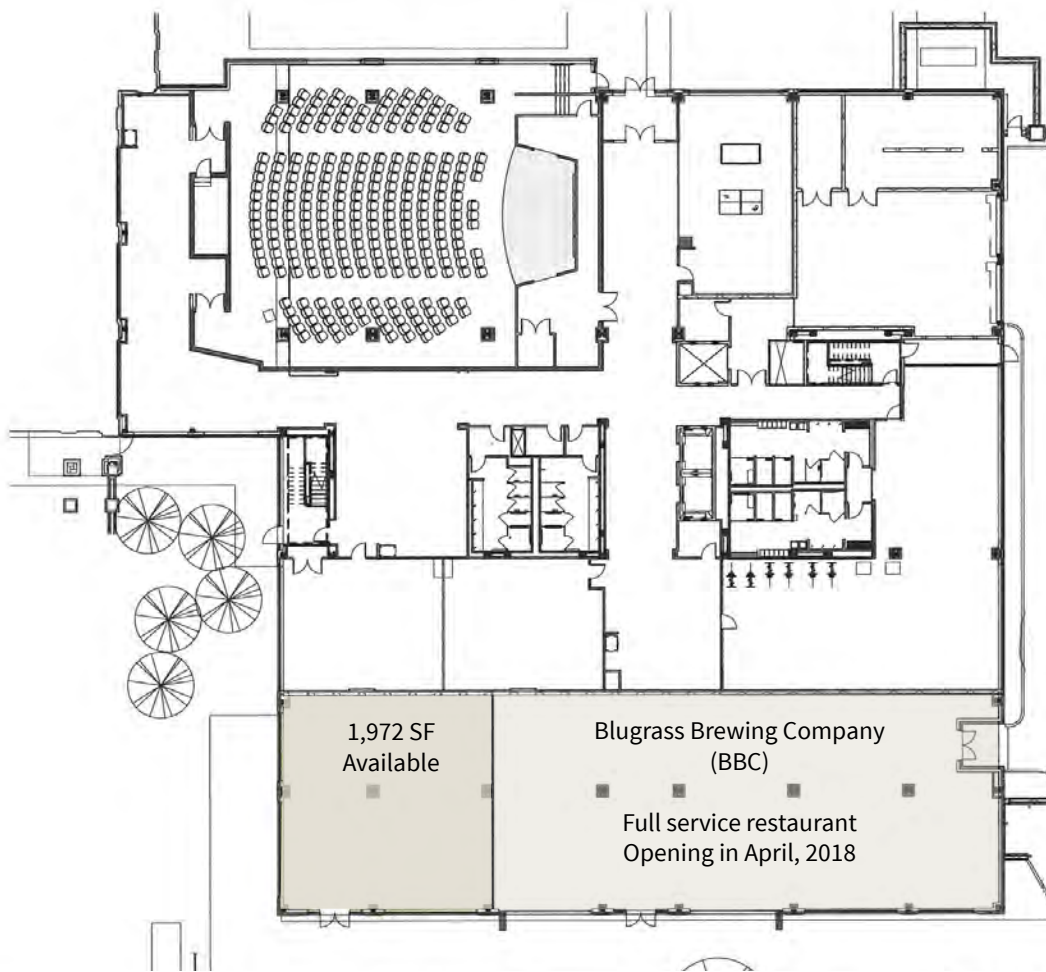 1,972 SF
Available
Blugrass Brewing Company
(BBC)
Full service restaurant
Opening in April, 2018